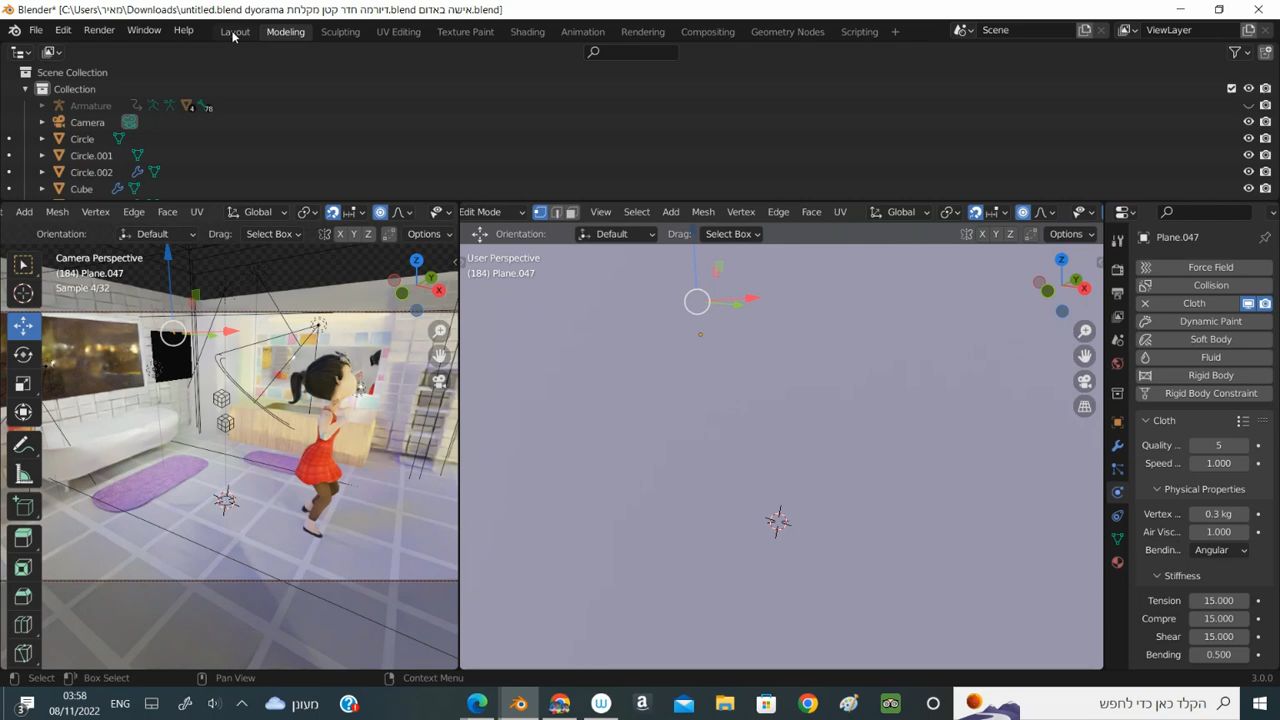 Blender* [C:\Users\מאיר\Downloads\untitled.blend dyorama דיורמה חדר קטן מקלחת.blend אישה באדום.blend]
File Edit Render Window Help Layout Modeling Sculpting UV Editing Texture Paint Shading Animation Rendering Compositing Geometry Nodes Scripting + Scene ViewLayer
Scene Collection
Collection
Armature 4 78
Camera
Circle
Circle.001
Circle.002
Cube
Add Mesh Vertex Edge Face UV Global
Edit Mode View Select Add Mesh Vertex Edge Face UV Global
Orientation: Default Drag: Select Box X Y Z Options
Orientation: Default Drag: Select Box X Y Z Options
Camera Perspective
(184) Plane.047
Sample 4/32
Z
Y
X
User Perspective
(184) Plane.047
Z
Y
X
Plane.047
Force Field
Collision
Cloth
Dynamic Paint
Soft Body
Fluid
Rigid Body
Rigid Body Constraint
Cloth
Quality ... 5
Speed ... 1.000
Physical Properties
Vertex ... 0.3 kg
Air Visc... 1.000
Bendin... Angular
Stiffness
Tension 15.000
Compre 15.000
Shear 15.000
Bending 0.500
Select Box Select Pan View Context Menu 3.0.0
3 03:58
08/11/2022 ENG מעונן הקלד כאן כדי לחפש